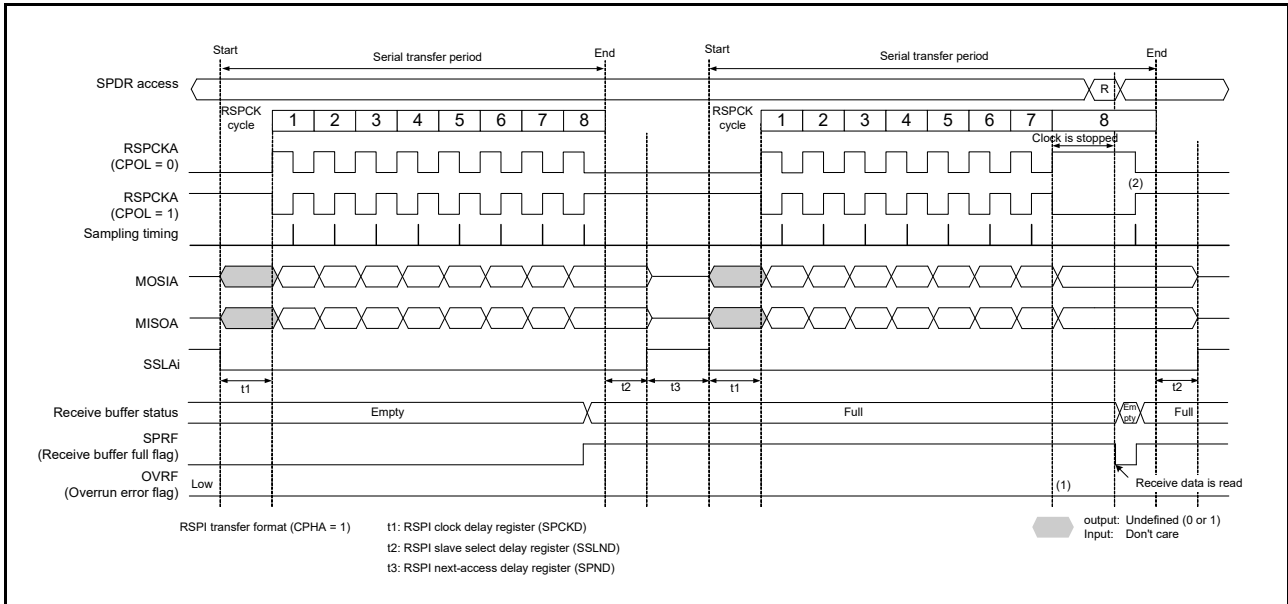 Start
Serial transfer period
End
Start
Serial transfer period
End
SPDR access
R
RSPCK
cycle
1 2 3 4 5 6 7 8
RSPCK
cycle
1 2 3 4 5 6 7 8
Clock is stopped
RSPCKA
(CPOL = 0)
RSPCKA
(CPOL = 1)
(2)
Sampling timing
MOSIA
MISOA
SSLAi
t1
t2
t3
t1
t2
Receive buffer status
Empty
Full
Em
pty
Full
SPRF
(Receive buffer full flag)
OVRF
(Overrun error flag)
Low
(1)
Receive data is read
RSPI transfer format (CPHA = 1)
t1: RSPI clock delay register (SPCKD)
t2: RSPI slave select delay register (SSLND)
t3: RSPI next-access delay register (SPND)
output: Undefined (0 or 1)
Input: Don't care